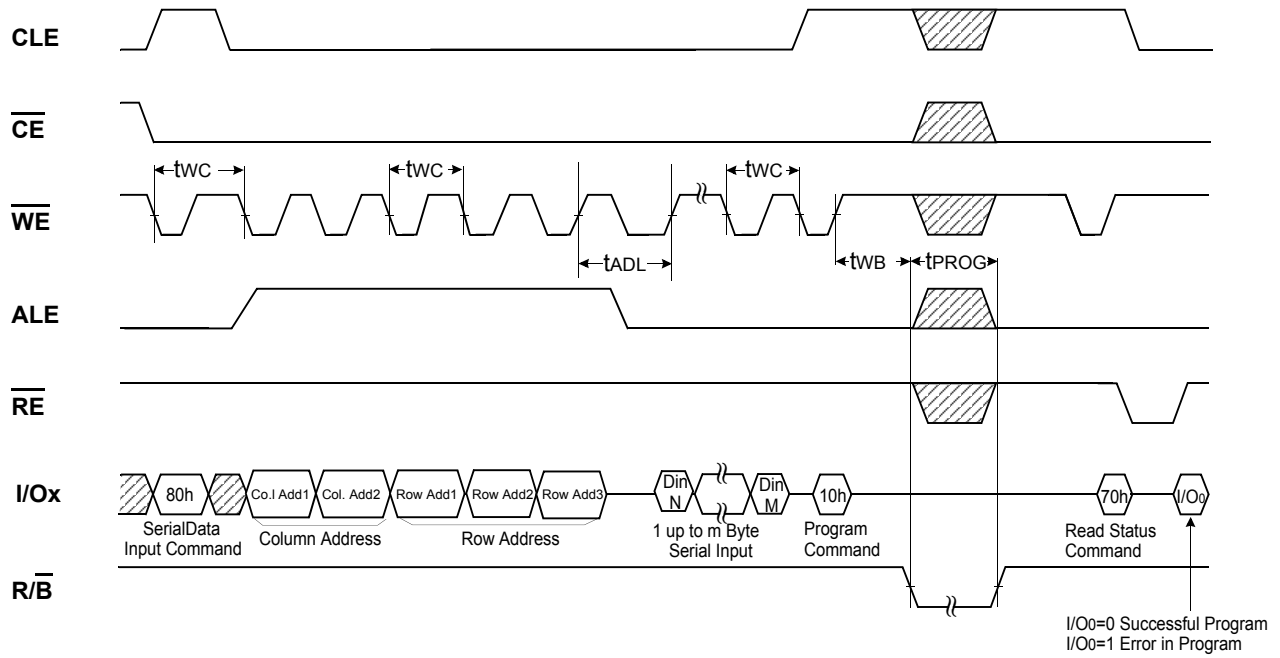 CLE
CE
tWC tWC tWC
WE
tADL tWB tPROG
ALE
RE
I/Ox 80h Co.l Add1 Col. Add2 Row Add1 Row Add2 Row Add3 Din N Din M 10h 70h I/O0
SerialData Input Command
Column Address
Row Address
1 up to m Byte Serial Input
Program Command
Read Status Command
R/B
I/O0=0 Successful Program
I/O0=1 Error in Program